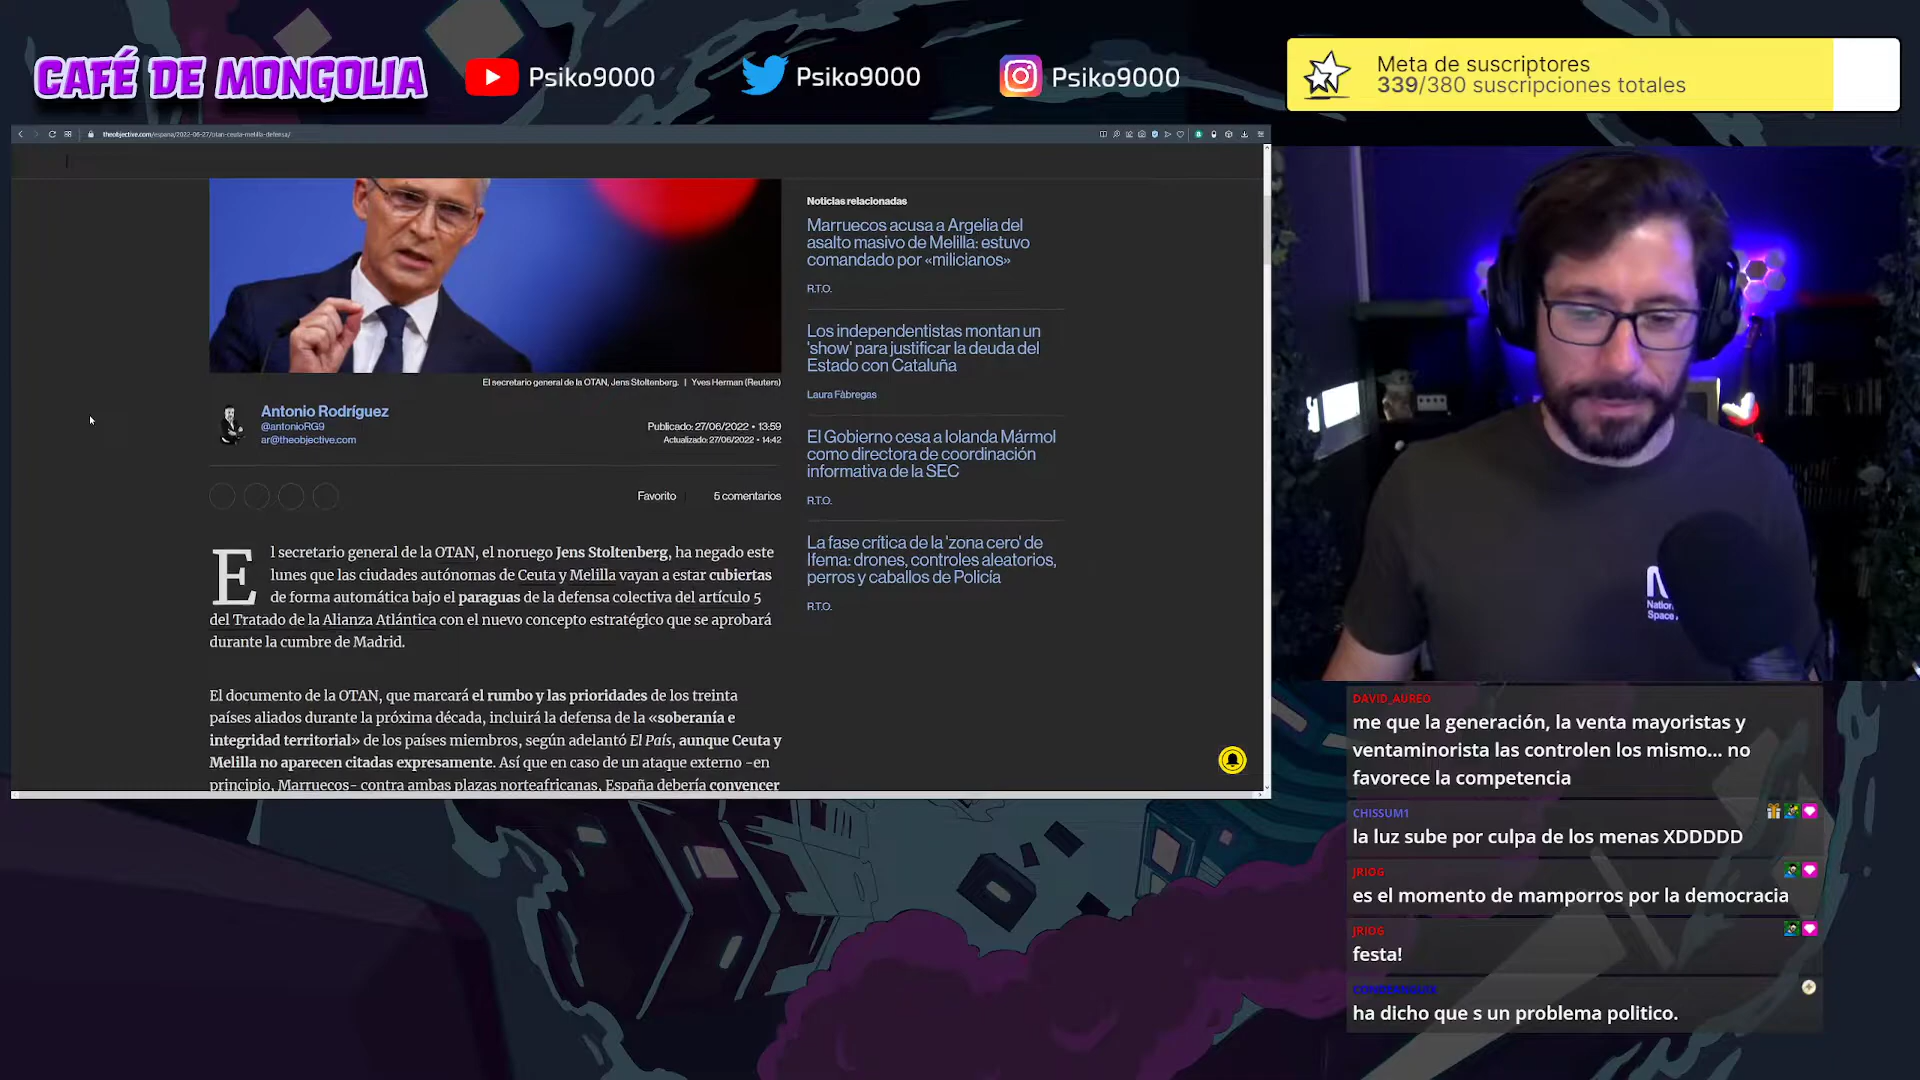 CAFÉ DE MONGOLIA
Psiko9000
Psiko9000
Psiko9000
Meta de suscriptores
339/380 suscripciones totales
theobjective.com/espana/2022-06-27/otan-ceuta-melilla-defensa/
El secretario general de la OTAN, Jens Stoltenberg. | Yves Herman (Reuters)
Antonio Rodríguez
@antonioRG9
ar@theobjective.com
Publicado: 27/06/2022 • 13:59
Actualizado: 27/06/2022 • 14:42
Favorito
5 comentarios
El secretario general de la OTAN, el noruego Jens Stoltenberg, ha negado este
lunes que las ciudades autónomas de Ceuta y Melilla vayan a estar cubiertas
de forma automática bajo el paraguas de la defensa colectiva del artículo 5
del Tratado de la Alianza Atlántica con el nuevo concepto estratégico que se aprobará
durante la cumbre de Madrid.
El documento de la OTAN, que marcará el rumbo y las prioridades de los treinta
países aliados durante la próxima década, incluirá la defensa de la «soberanía e
integridad territorial» de los países miembros, según adelantó El País, aunque Ceuta y
Melilla no aparecen citadas expresamente. Así que en caso de un ataque externo -en
principio, Marruecos- contra ambas plazas norteafricanas, España debería convencer
Noticias relacionadas
Marruecos acusa a Argelia del
asalto masivo de Melilla: estuvo
comandado por «milicianos»
R.T.O.
Los independentistas montan un
'show' para justificar la deuda del
Estado con Cataluña
Laura Fàbregas
El Gobierno cesa a Iolanda Mármol
como directora de coordinación
informativa de la SEC
R.T.O.
La fase crítica de la 'zona cero' de
Ifema: drones, controles aleatorios,
perros y caballos de Policía
R.T.O.
Space
DAVID_AUREO
me que la generación, la venta mayoristas y
ventaminorista las controlen los mismo... no
favorece la competencia
CHISSUM1
la luz sube por culpa de los menas XDDDDD
JRIOG
es el momento de mamporros por la democracia
JRIOG
festa!
ha dicho que s un problema politico.